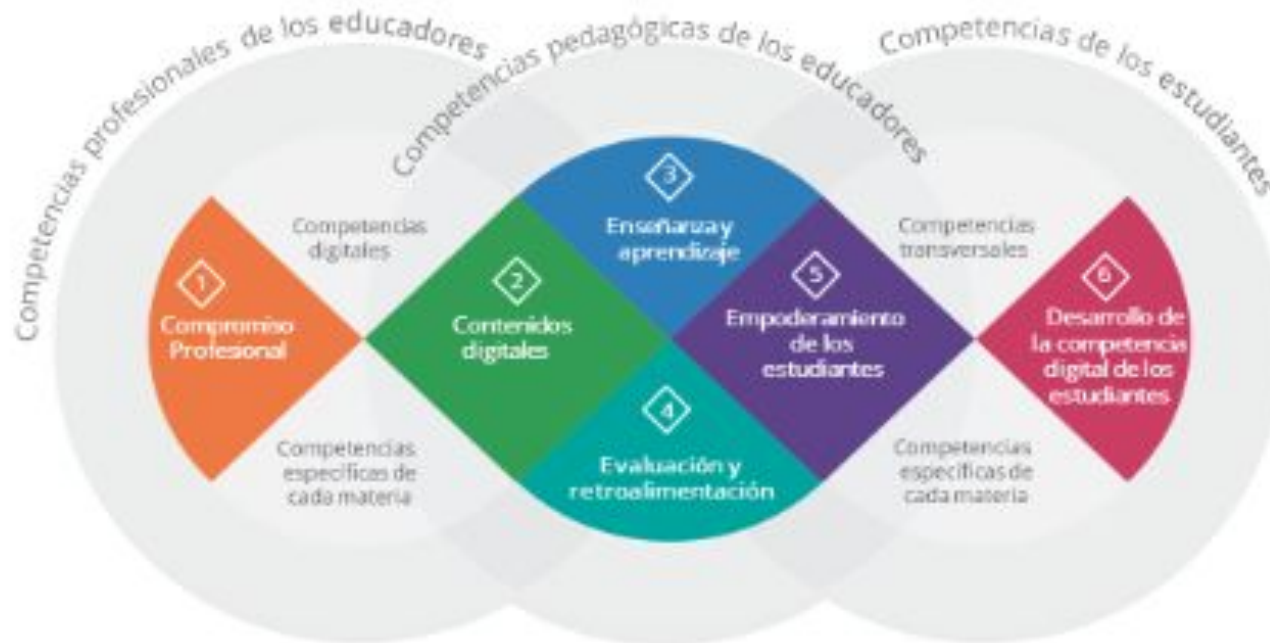 Competencias profesionales de los educadores
Competencias pedagógicas de los educadores
Competencias de los estudiantes
1
Compromiso
Profesional
Competencias
digitales
Competencias
específicas de
cada materia
2
Contenidos
digitales
3
Enseñanza y
aprendizaje
4
Evaluación y
retroalimentación
5
Empoderamiento
de los
estudiantes
Competencias
transversales
Competencias
específicas de
cada materia
6
Desarrollo de
la competencia
digital de los
estudiantes